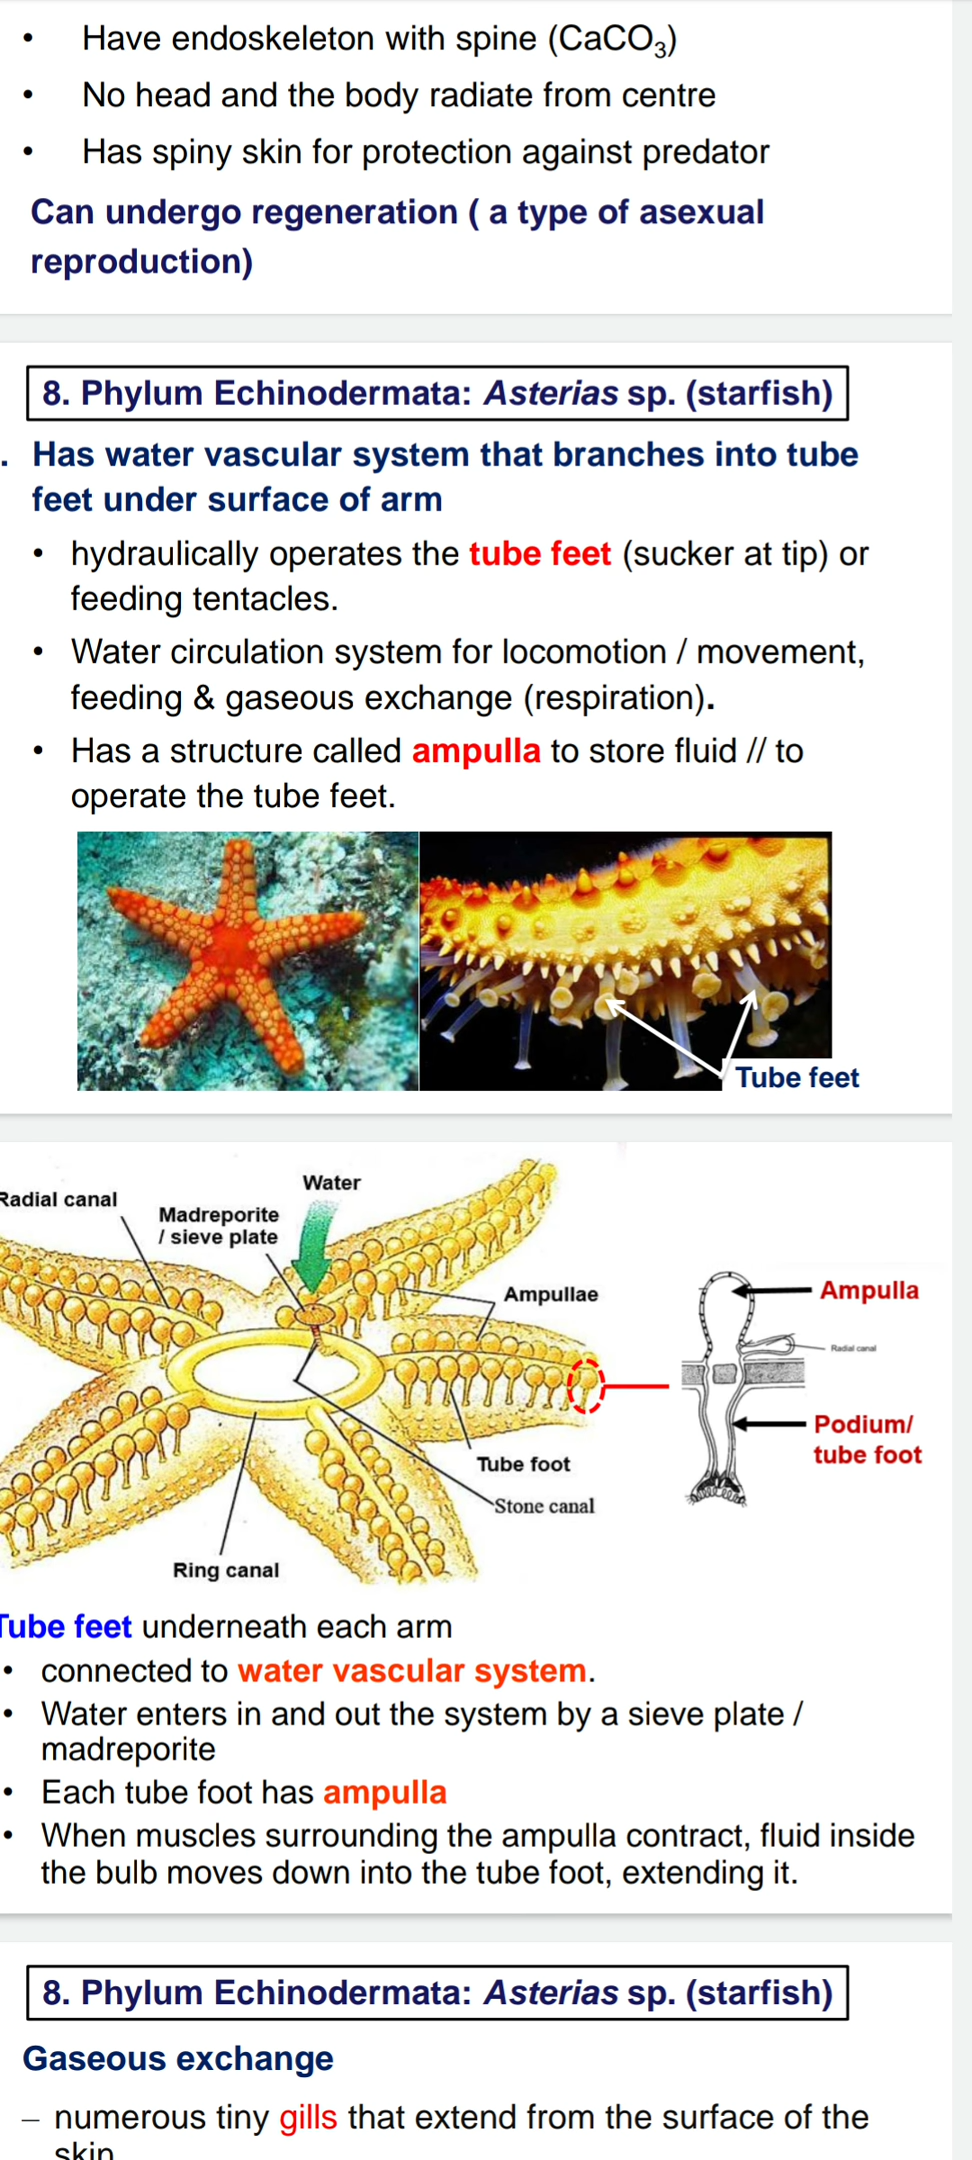 • Have endoskeleton with spine (CaCO₃)
• No head and the body radiate from centre
• Has spiny skin for protection against predator
Can undergo regeneration ( a type of asexual
reproduction)
8. Phylum Echinodermata: Asterias sp. (starfish)
. Has water vascular system that branches into tube
feet under surface of arm
• hydraulically operates the tube feet (sucker at tip) or
feeding tentacles.
• Water circulation system for locomotion / movement,
feeding & gaseous exchange (respiration).
• Has a structure called ampulla to store fluid // to
operate the tube feet.
Tube feet
Water
Radial canal
Madreporite
/ sieve plate
Ampullae
Ampulla
Radial canal
Podium/
tube foot
Tube foot
Stone canal
Ring canal
Tube feet underneath each arm
• connected to water vascular system.
• Water enters in and out the system by a sieve plate /
madreporite
• Each tube foot has ampulla
• When muscles surrounding the ampulla contract, fluid inside
the bulb moves down into the tube foot, extending it.
8. Phylum Echinodermata: Asterias sp. (starfish)
Gaseous exchange
– numerous tiny gills that extend from the surface of the
skin